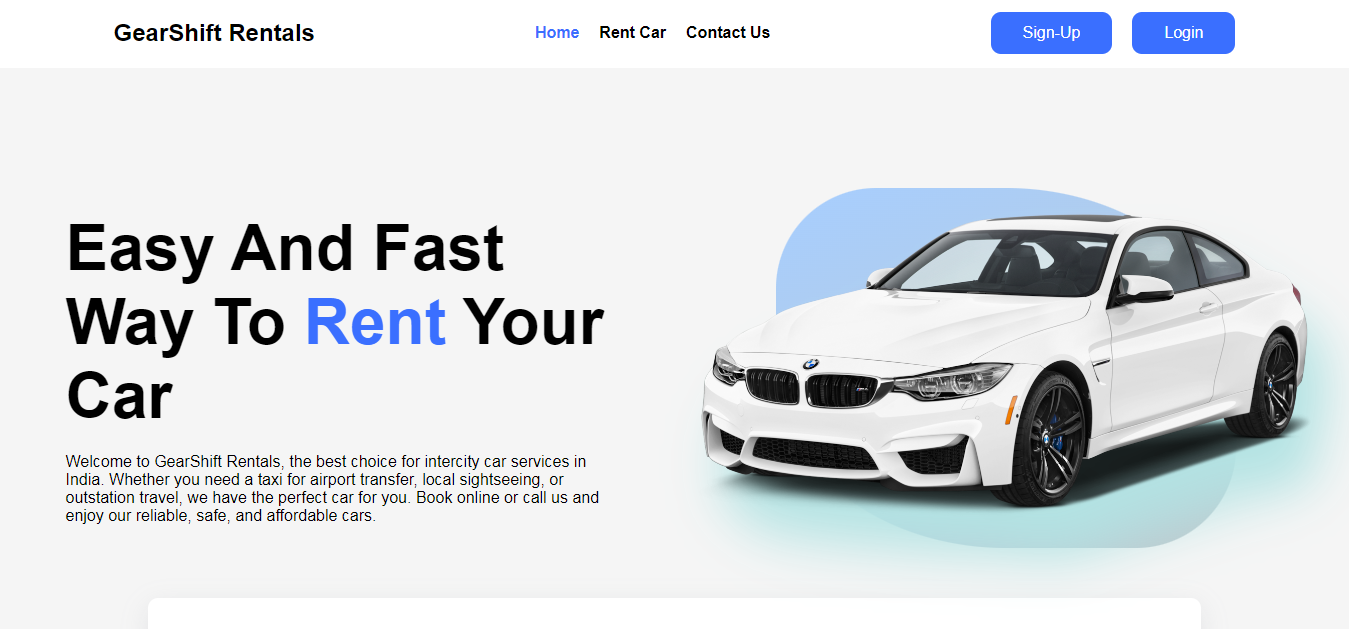 GearShift Rentals
Home Rent Car Contact Us
Sign-Up Login
Easy And Fast
Way To Rent Your
Car
Welcome to GearShift Rentals, the best choice for intercity car services in
India. Whether you need a taxi for airport transfer, local sightseeing, or
outstation travel, we have the perfect car for you. Book online or call us and
enjoy our reliable, safe, and affordable cars.